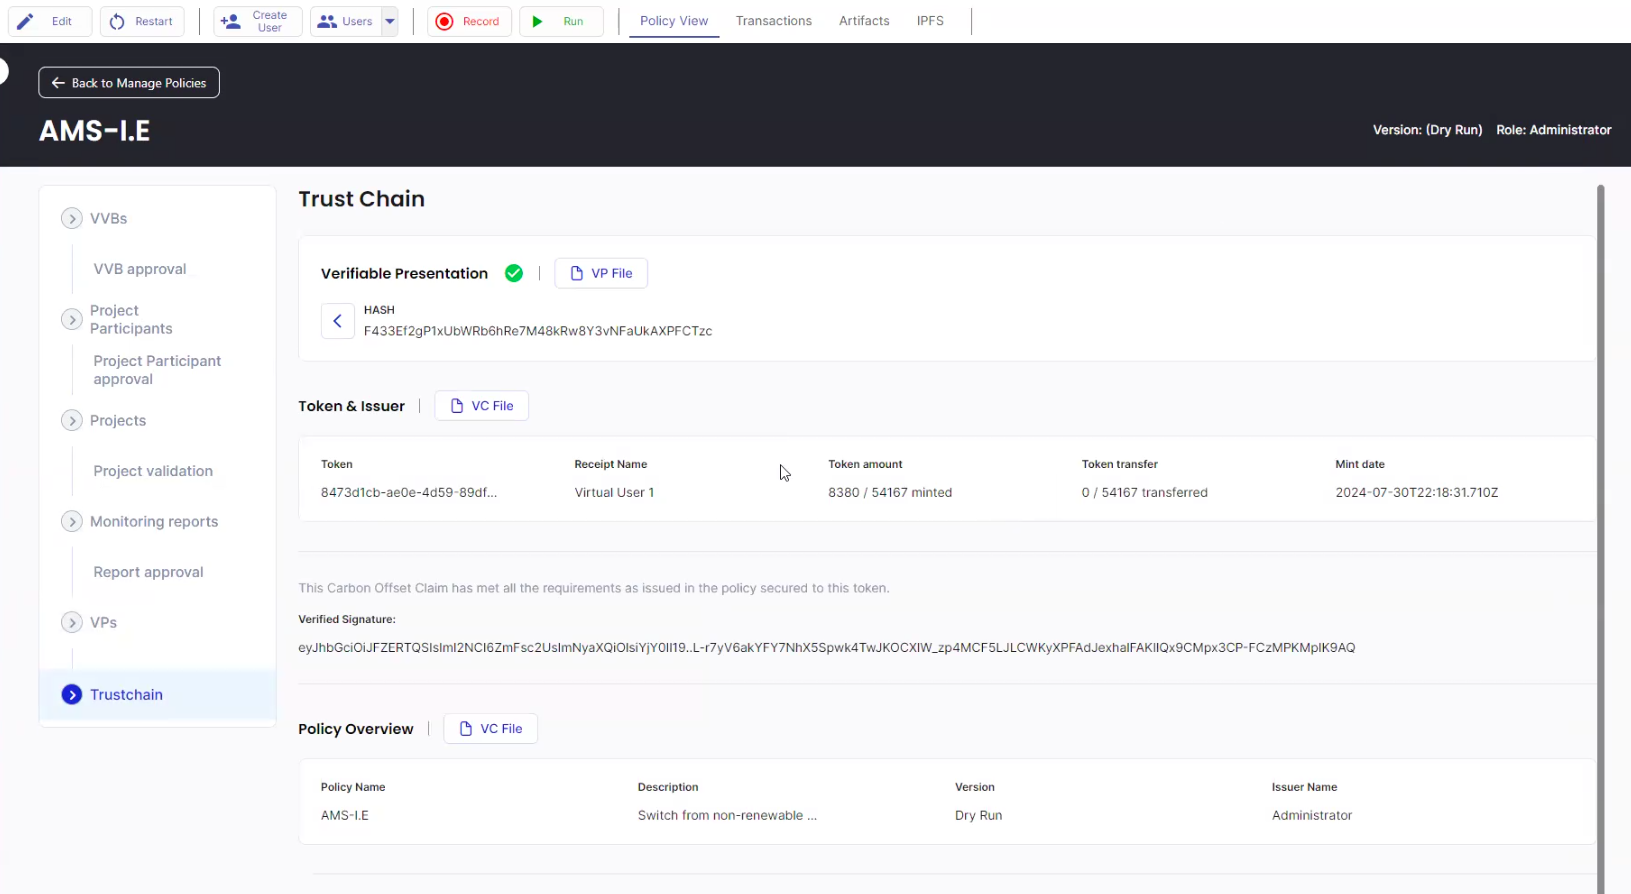 Edit
Restart
Create
User
Users
Record
Run
Policy View
Transactions
Artifacts
IPFS
Back to Manage Policies
AMS-I.E
Version: (Dry Run) Role: Administrator
VVBs
VVB approval
Project
Participants
Project Participant
approval
Projects
Project validation
Monitoring reports
Report approval
VPs
Trustchain
Trust Chain
Verifiable Presentation
VP File
HASH
F433Ef2gP1xUbWRb6hRe7M48kRw8Y3vNFaUkAXPFCTzc
Token & Issuer
VC File
Token Receipt Name Token amount Token transfer Mint date
8473d1cb-ae0e-4d59-89df... Virtual User 1 8380 / 54167 minted 0 / 54167 transferred 2024-07-30T22:18:31.710Z
This Carbon Offset Claim has met all the requirements as issued in the policy secured to this token.
Verified Signature:
Policy Overview
VC File
Policy Name Description Version Issuer Name
AMS-I.E Switch from non-renewable ... Dry Run Administrator